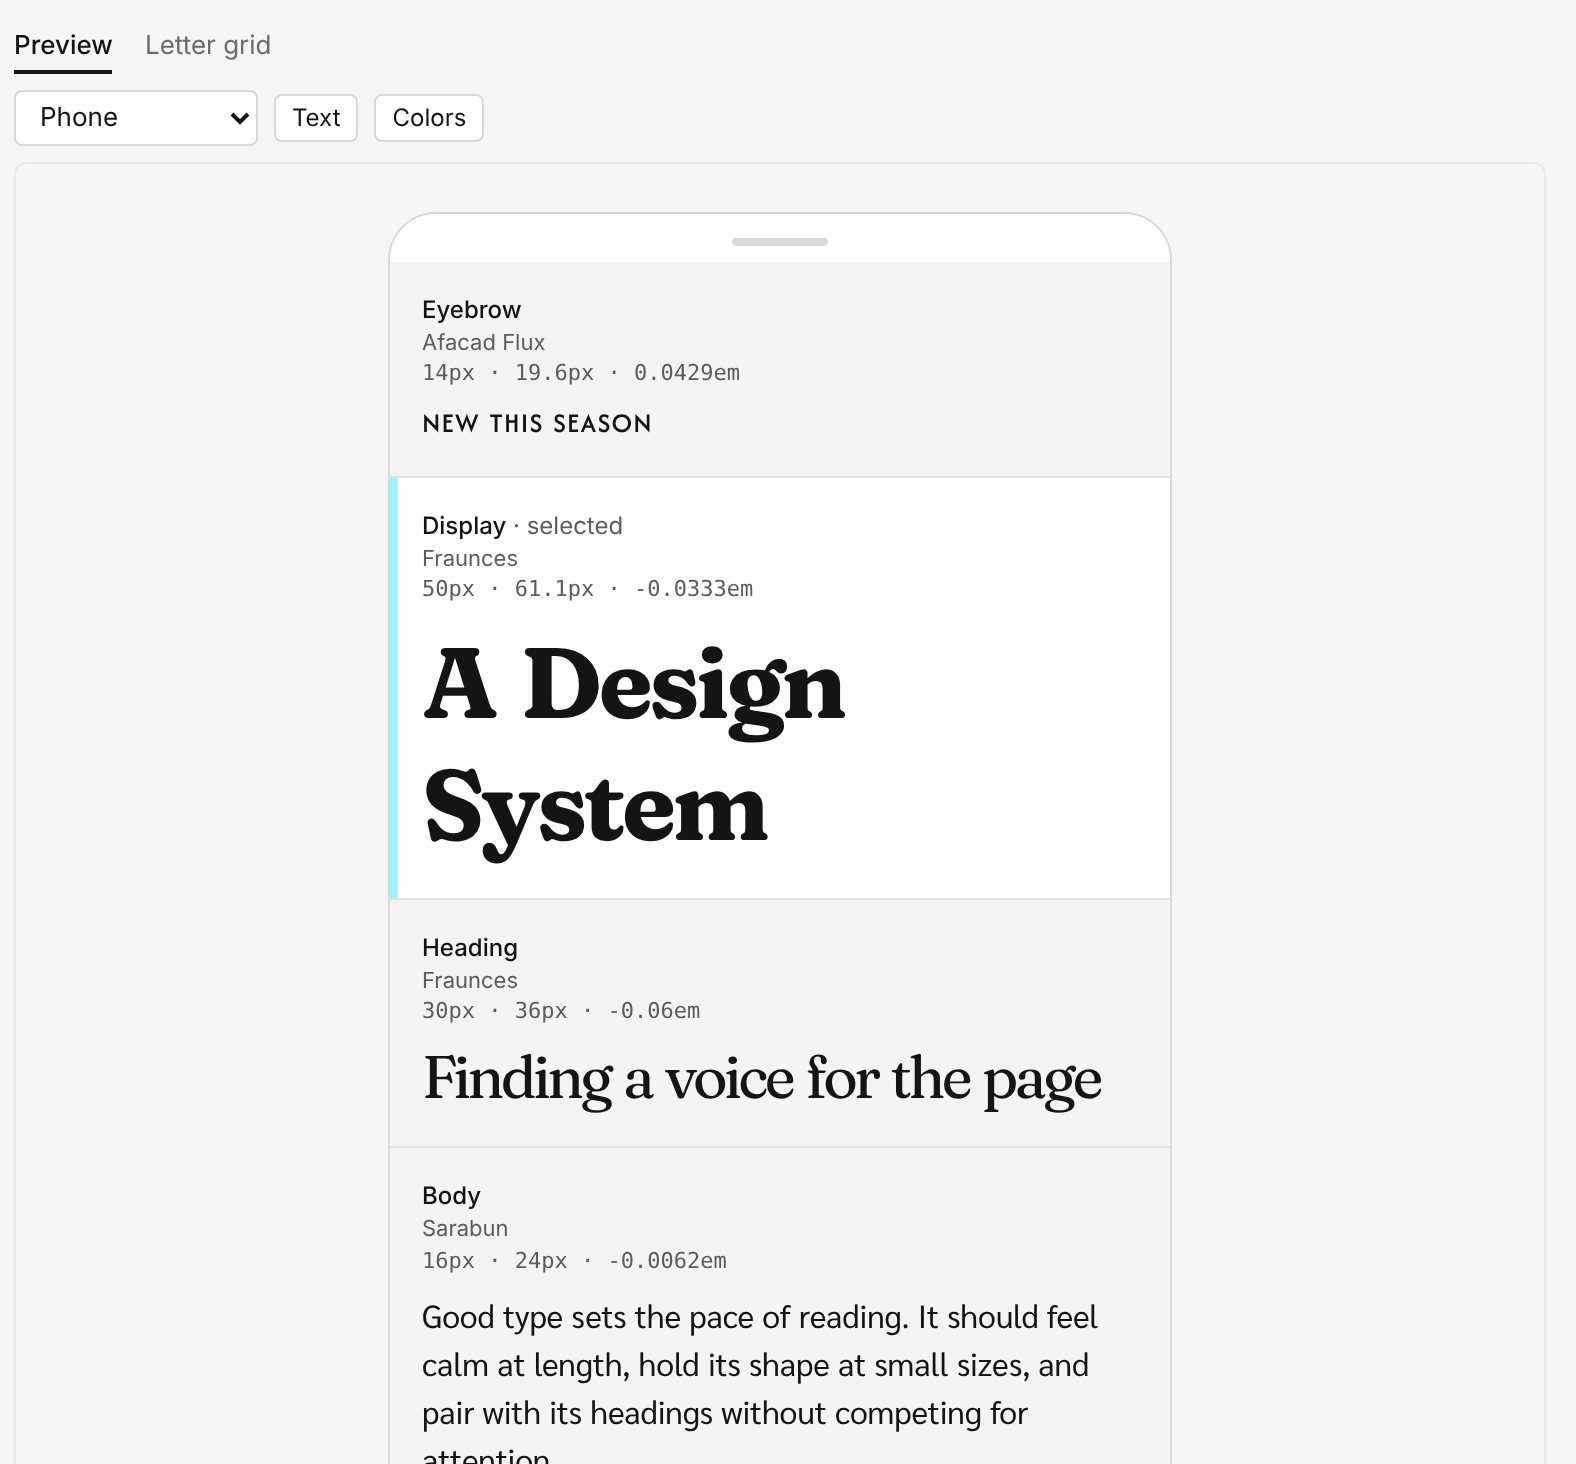 Preview Letter grid
Phone Text Colors
Eyebrow
Afacad Flux
14px · 19.6px · 0.0429em
NEW THIS SEASON
Display · selected
Fraunces
50px · 61.1px · -0.0333em
A Design
System
Heading
Fraunces
30px · 36px · -0.06em
Finding a voice for the page
Body
Sarabun
16px · 24px · -0.0062em
Good type sets the pace of reading. It should feel
calm at length, hold its shape at small sizes, and
pair with its headings without competing for
attention